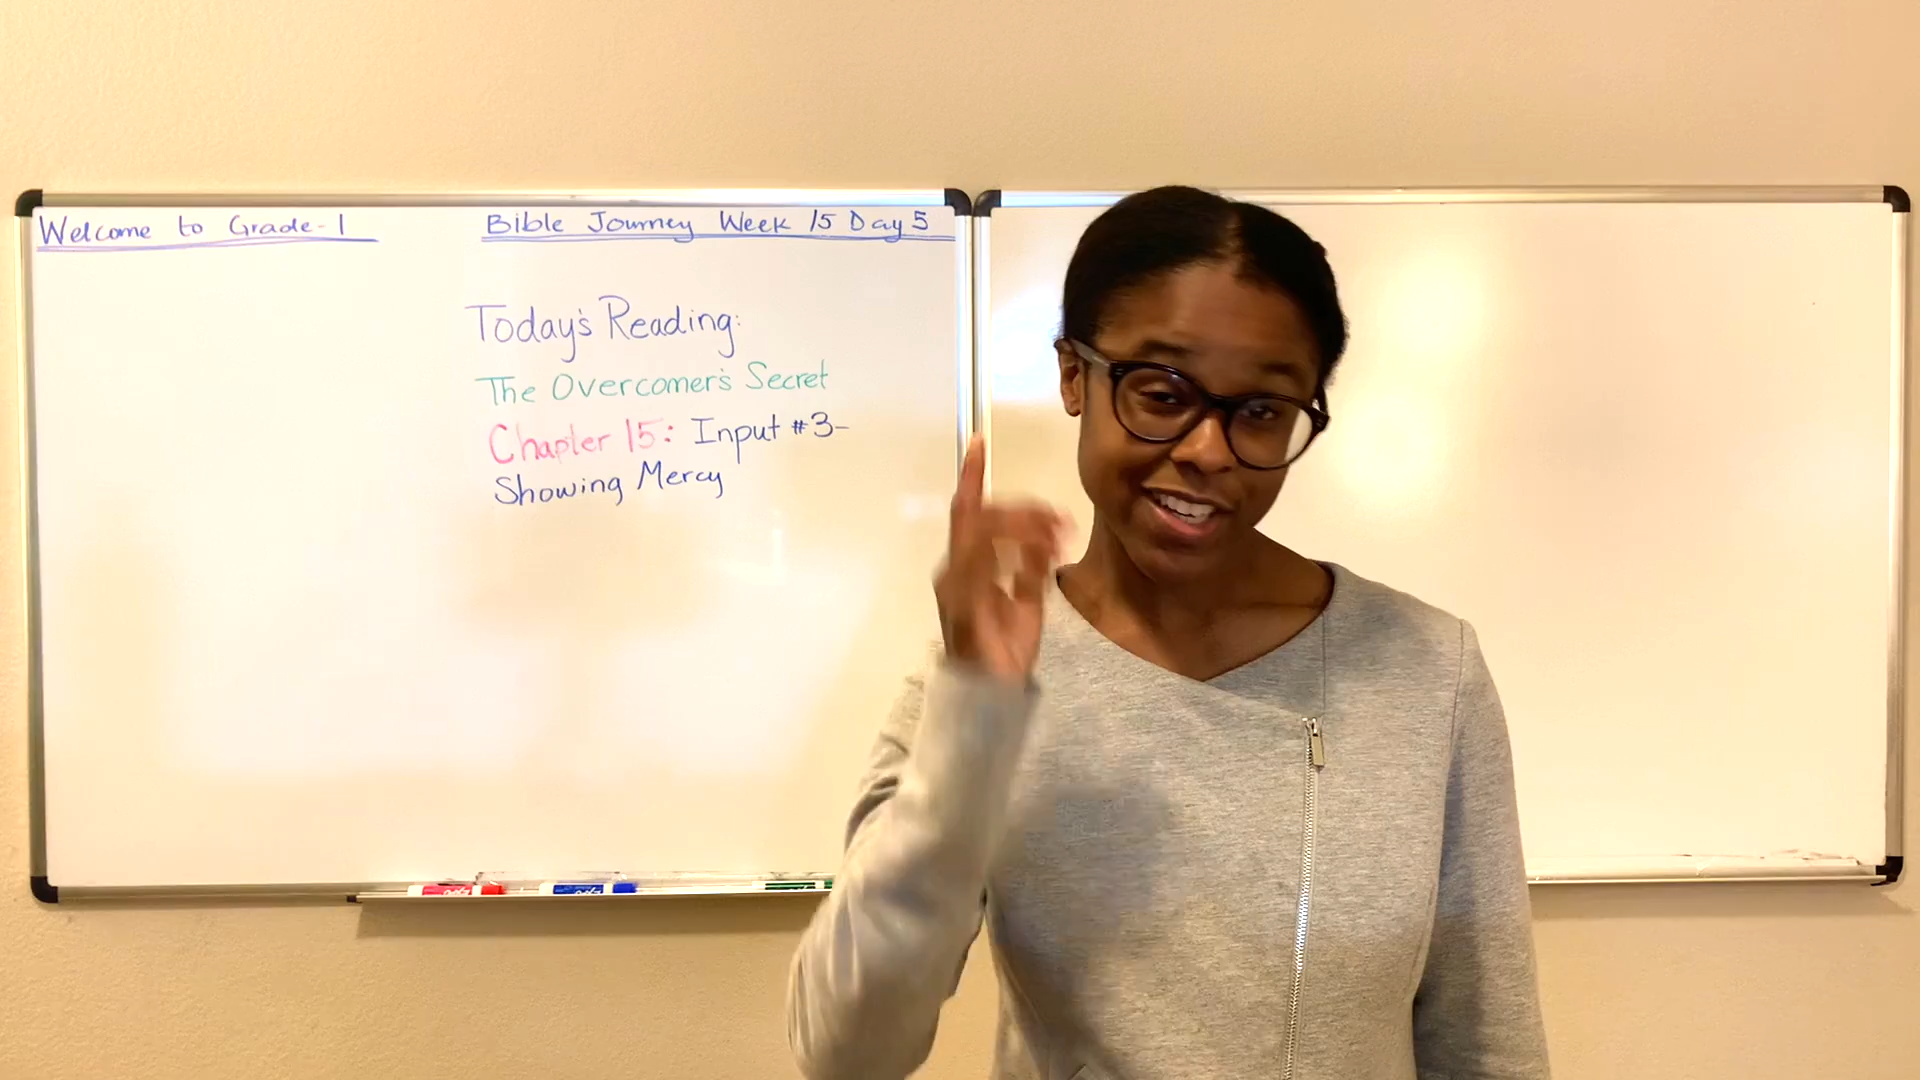 Welcome to Grade-1
Bible Journey Week 15 Day 5
Today's Reading:
The Overcomer's Secret
Chapter 15: Input #3-
Showing Mercy